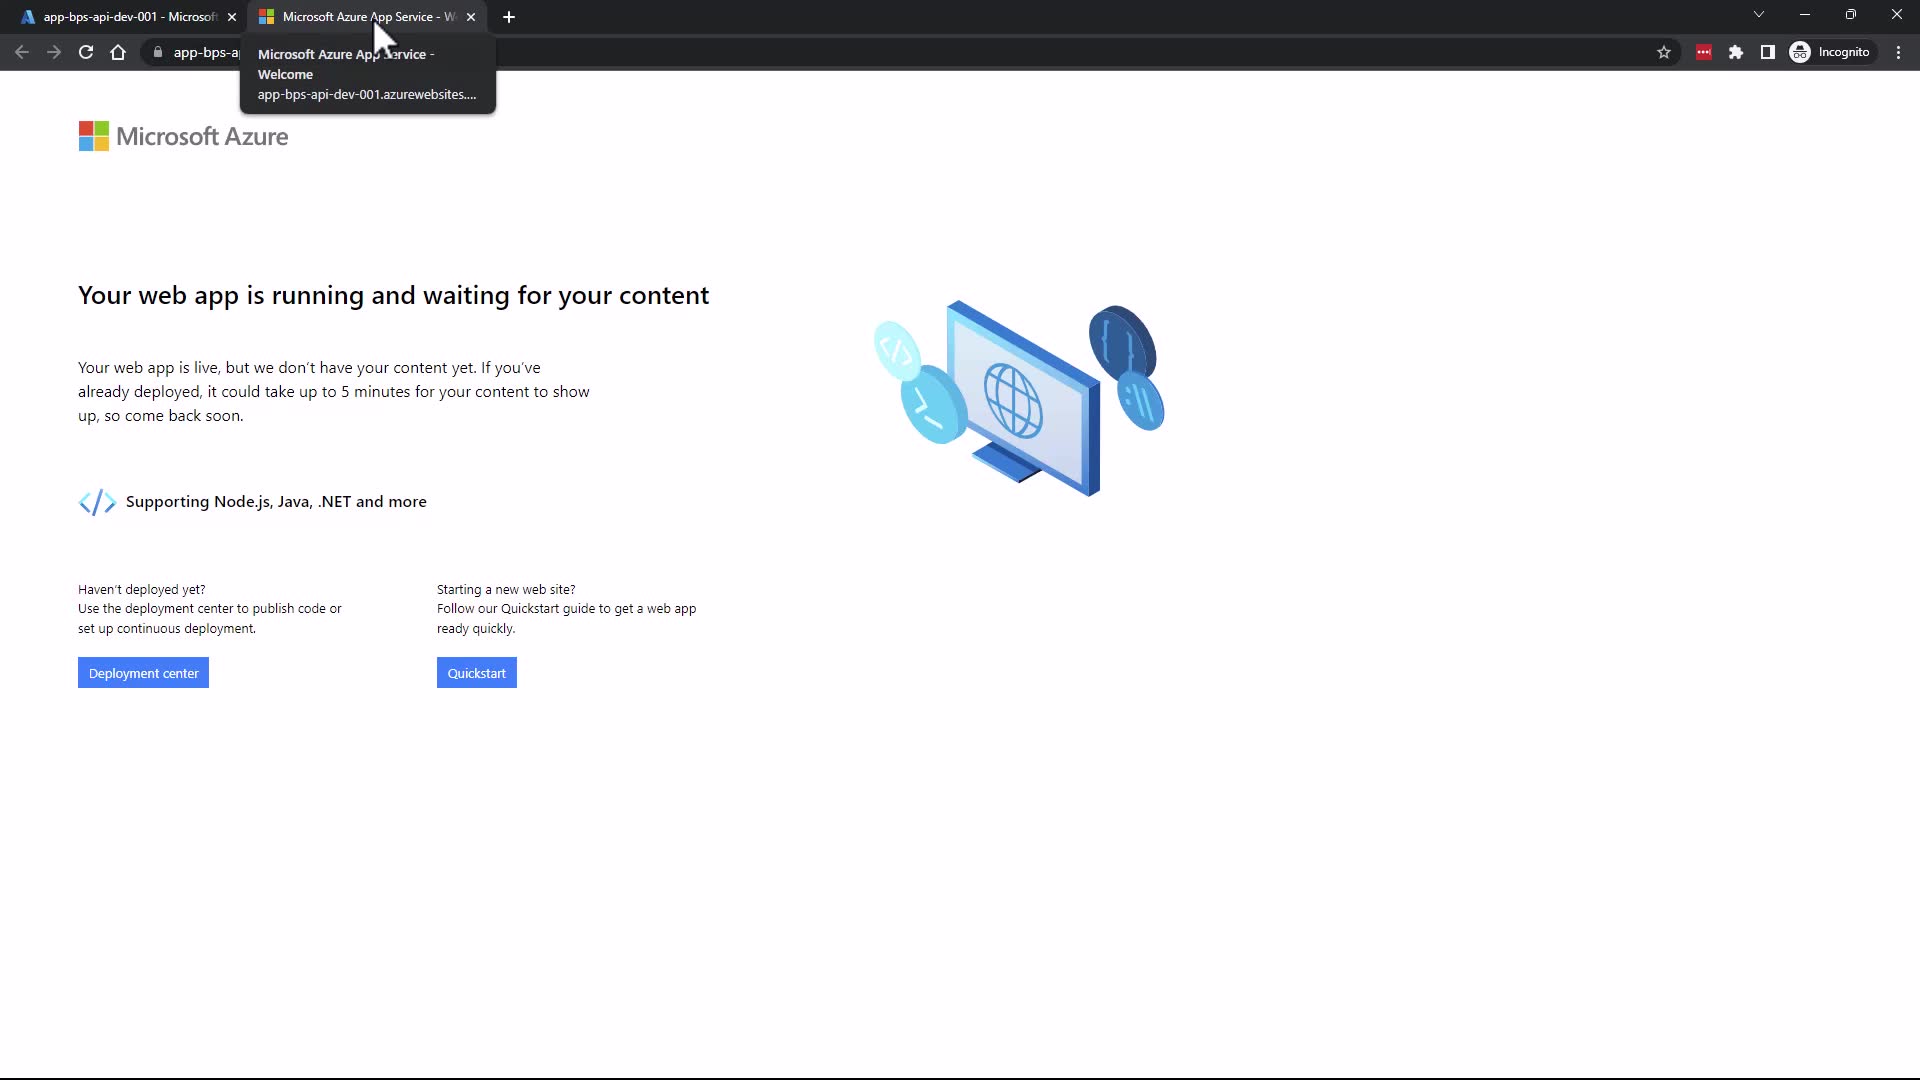 app-bps-api-dev-001 - Microsoft
Microsoft Azure App Service - W
app-bps-ap
Incognito
Microsoft Azure App Service -
Welcome
app-bps-api-dev-001.azurewebsites....
Microsoft Azure
Your web app is running and waiting for your content
Your web app is live, but we don't have your content yet. If you've
already deployed, it could take up to 5 minutes for your content to show
up, so come back soon.
Supporting Node.js, Java, .NET and more
Haven't deployed yet?
Use the deployment center to publish code or
set up continuous deployment.
Deployment center
Starting a new web site?
Follow our Quickstart guide to get a web app
ready quickly.
Quickstart